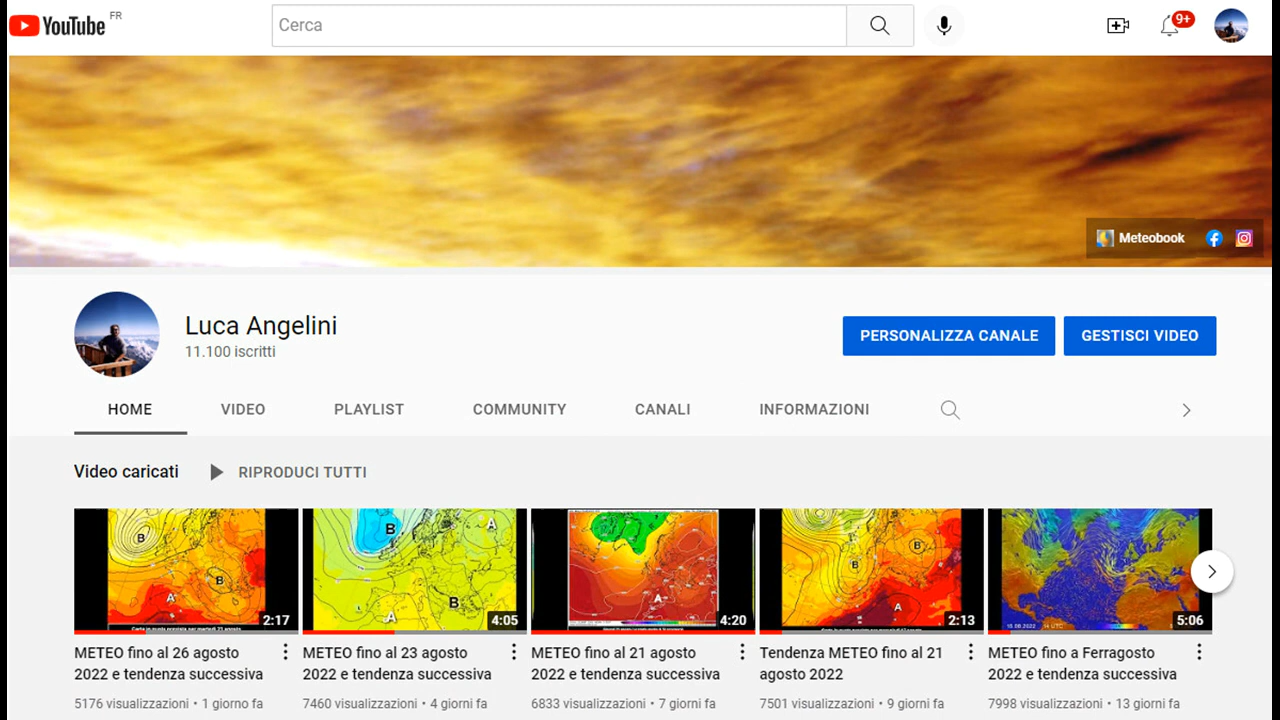 YouTube FR
Cerca
9+
Meteobook
Luca Angelini
11.100 iscritti
PERSONALIZZA CANALE
GESTISCI VIDEO
HOME VIDEO PLAYLIST COMMUNITY CANALI INFORMAZIONI
Video caricati RIPRODUCI TUTTI
B
B
A
2:17
B
A
A
B
4:05
A
4:20
B
B
A
2:13
5:06
METEO fino al 26 agosto
2022 e tendenza successiva
5176 visualizzazioni • 1 giorno fa
METEO fino al 23 agosto
2022 e tendenza successiva
7460 visualizzazioni • 4 giorni fa
METEO fino al 21 agosto
2022 e tendenza successiva
6833 visualizzazioni • 7 giorni fa
Tendenza METEO fino al 21
agosto 2022
7501 visualizzazioni • 9 giorni fa
METEO fino a Ferragosto
2022 e tendenza successiva
7998 visualizzazioni • 13 giorni fa